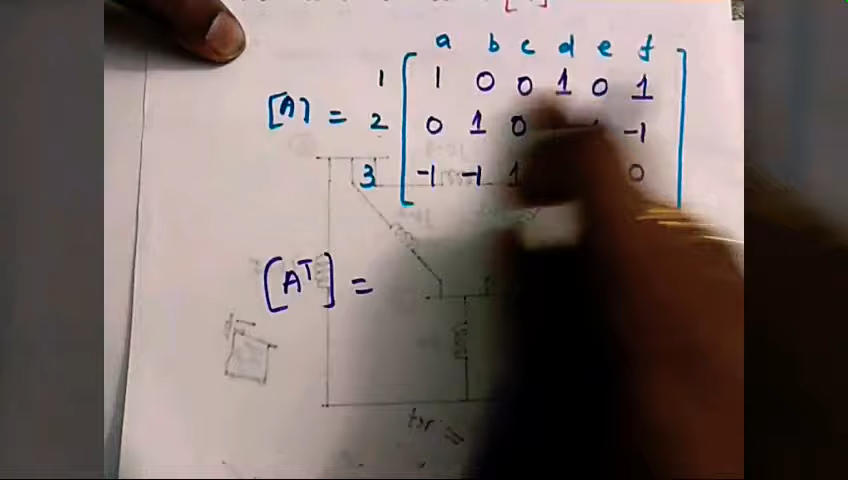 a b c d e f
1 1 0 0 1 0 1
[A] = 2 0 1 0 -1
3 -1 -1 1 0
[Aᵀ] =